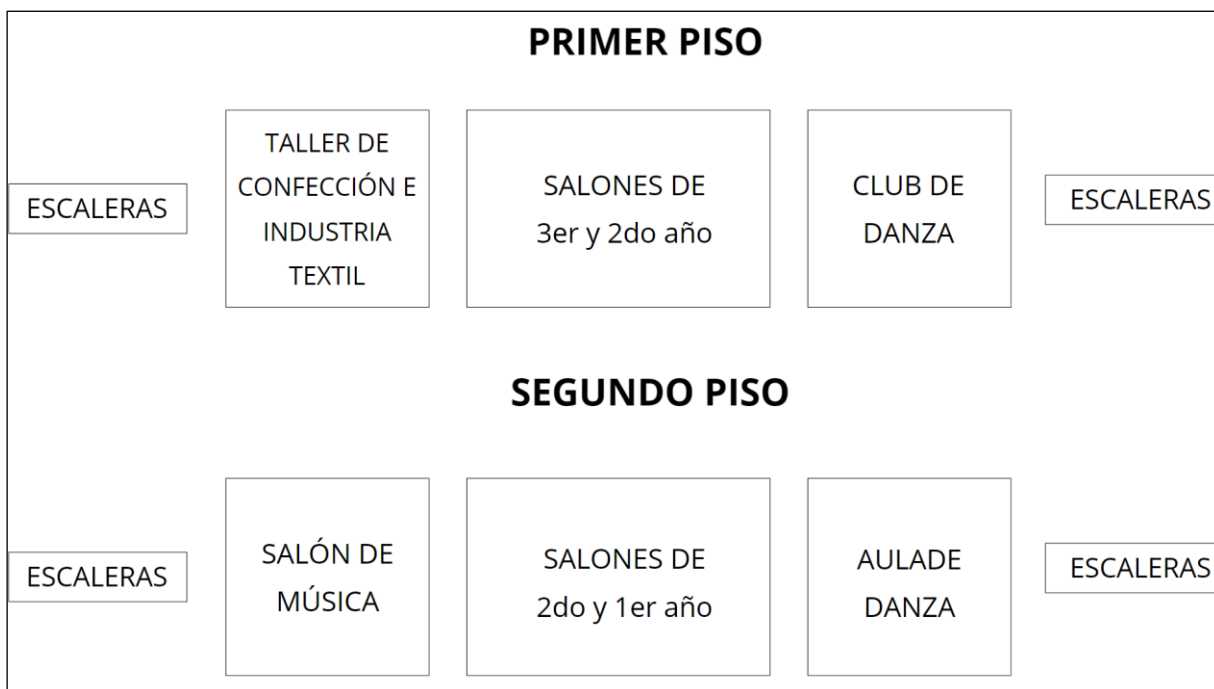 PRIMER PISO
ESCALERAS
TALLER DE
CONFECCIÓN E
INDUSTRIA
TEXTIL
SALONES DE
3er y 2do año
CLUB DE
DANZA
ESCALERAS
SEGUNDO PISO
ESCALERAS
SALÓN DE
MÚSICA
SALONES DE
2do y 1er año
AULADE
DANZA
ESCALERAS